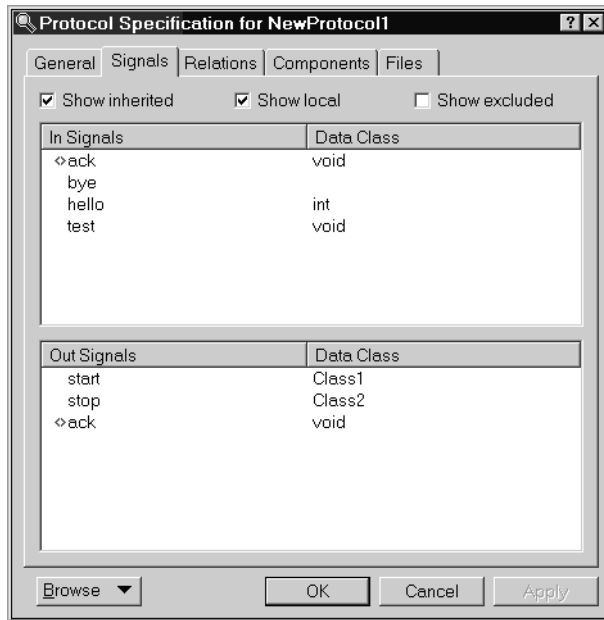 Protocol Specification for NewProtocol1
General Signals Relations Components Files
Show inherited Show local Show excluded
In Signals Data Class
ack void
bye
hello int
test void
Out Signals Data Class
start Class1
stop Class2
ack void
Browse OK Cancel Apply